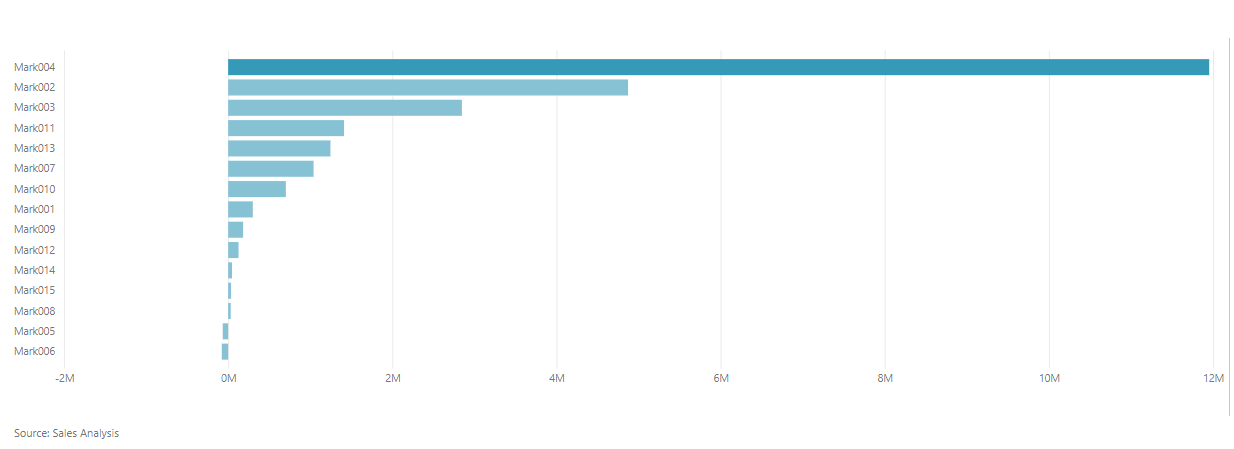 Mark004
Mark002
Mark003
Mark011
Mark013
Mark007
Mark010
Mark001
Mark009
Mark012
Mark014
Mark015
Mark008
Mark005
Mark006
-2M 0M 2M 4M 6M 8M 10M 12M
Source: Sales Analysis